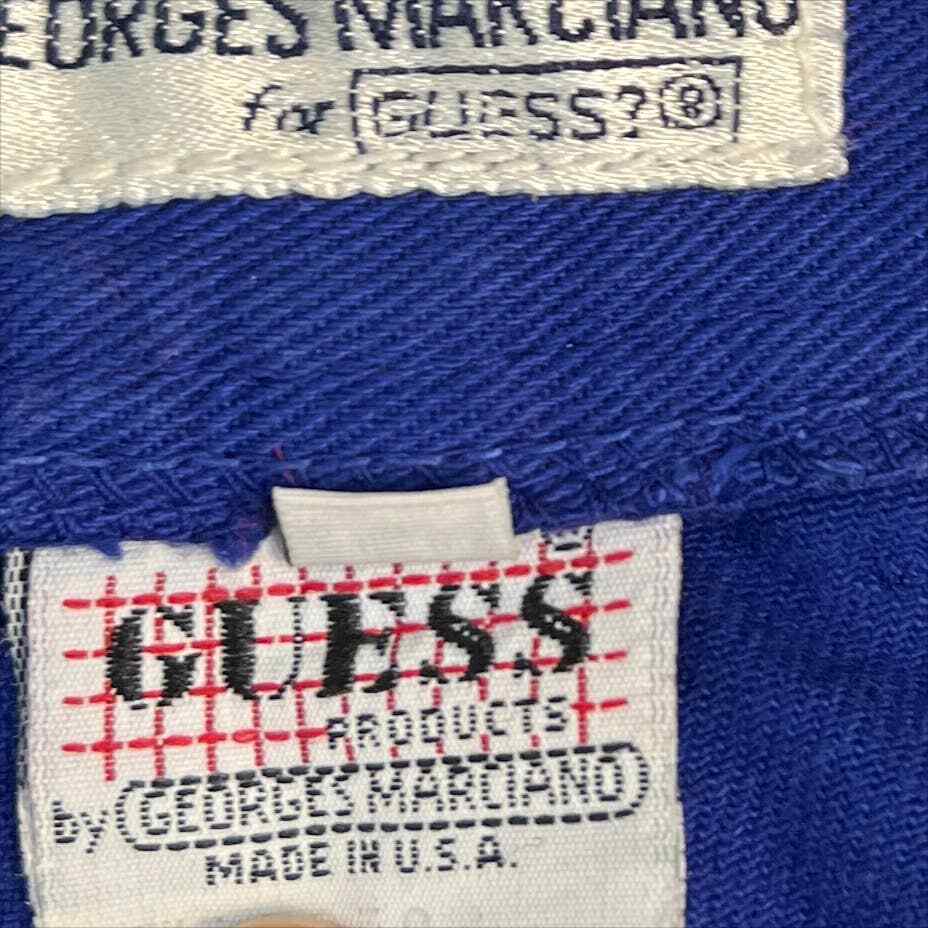 GEORGES MARCIANO
for GUESS?®
GUESS
PRODUCTS
by GEORGES MARCIANO
MADE IN U.S.A.